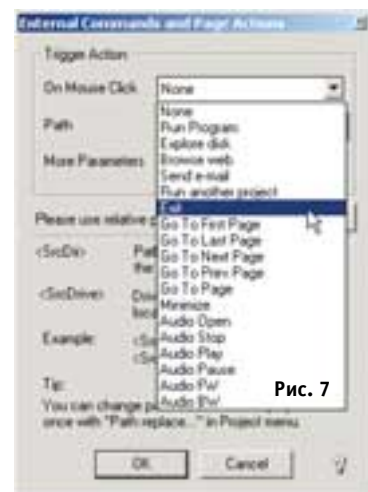 External Commands and Page Actions
Trigger Action
On Mouse Click None
Path
More Parameters
None
Run Program
Explore disk
Browse web
Send e-mail
Run another project
Exit
Go To First Page
Go To Last Page
Go To Next Page
Go To Prev Page
Go To Page
Minimize
Audio Open
Audio Stop
Audio Play
Audio Pause
Audio FW
Audio BW
Please use relative
<SrcDir>
the
<SrcDrive>
Example:
Tip:
You can change
once with "Path replace..." in Project menu.
OK
Cancel
Рис. 7